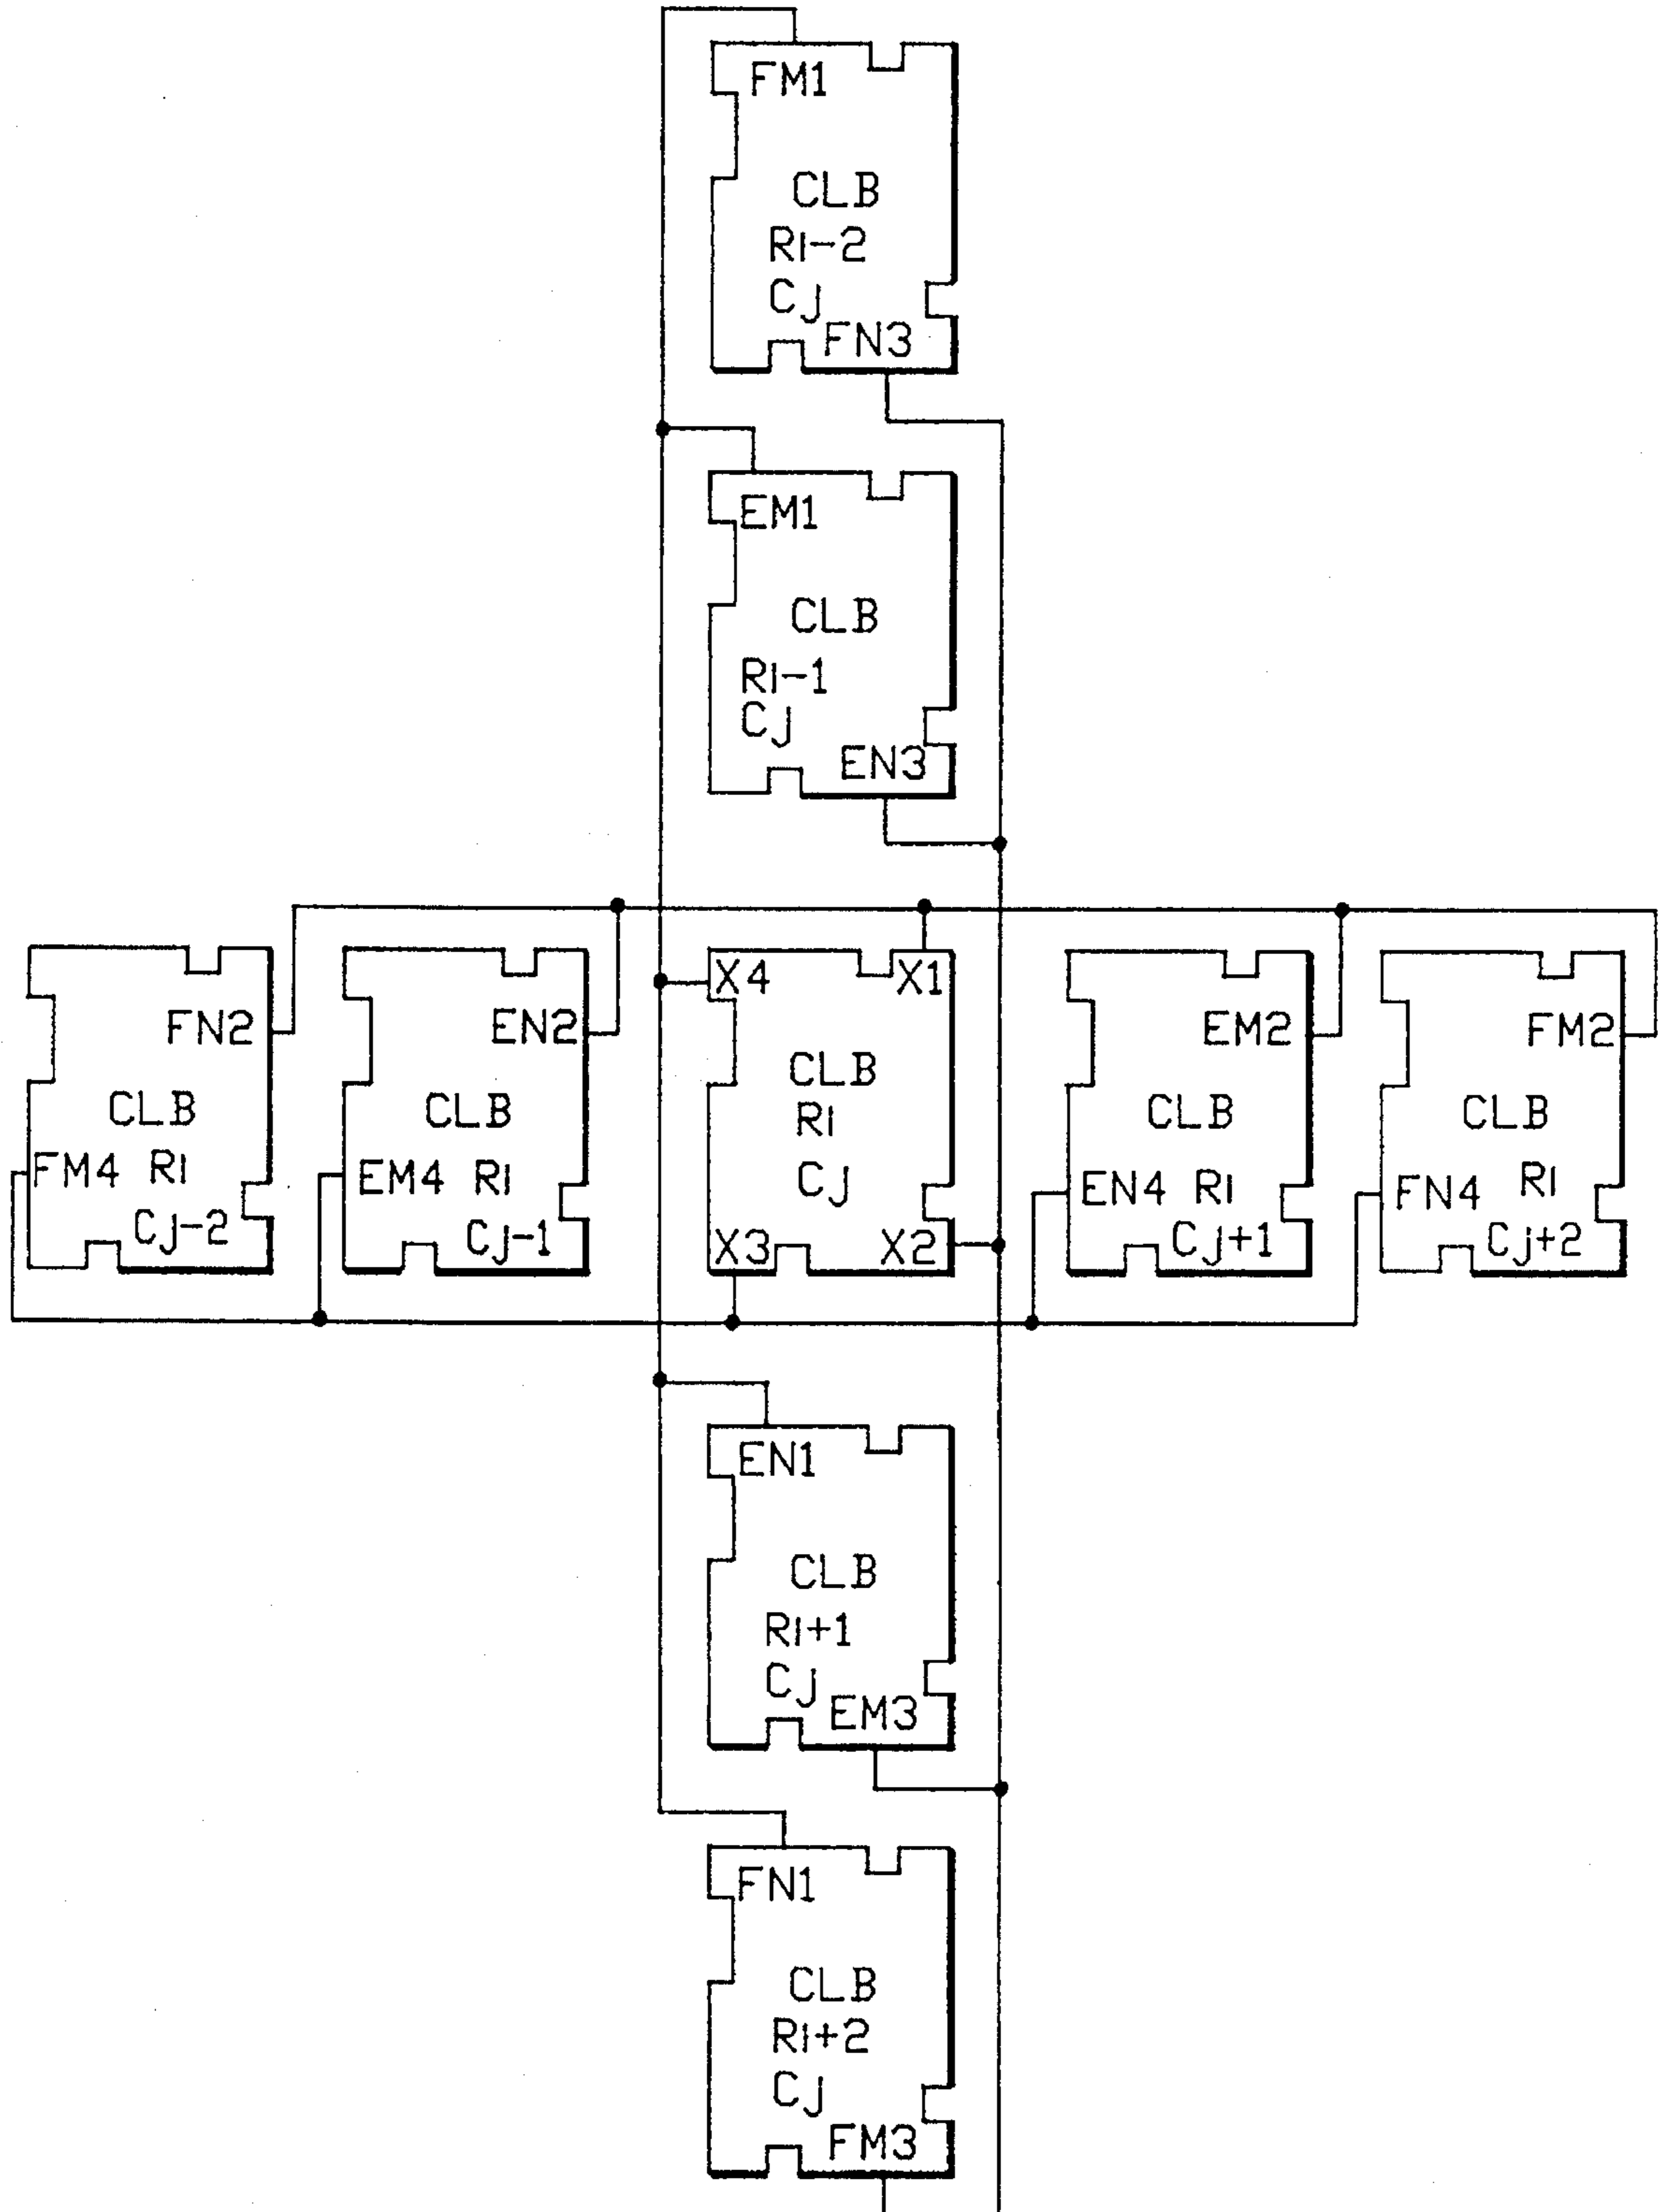 FM1
CLB
Ri-2
Cj
FN3
EM1
CLB
Ri-1
Cj
EN3
FN2
CLB
FM4 Ri
Cj-2
EN2
CLB
EM4 Ri
Cj-1
X4 X1
CLB
Ri
Cj
X3 X2
EM2
CLB
EN4 Ri
Cj+1
FM2
CLB
FN4 Ri
Cj+2
EN1
CLB
Ri+1
Cj
EM3
FN1
CLB
Ri+2
Cj
FM3